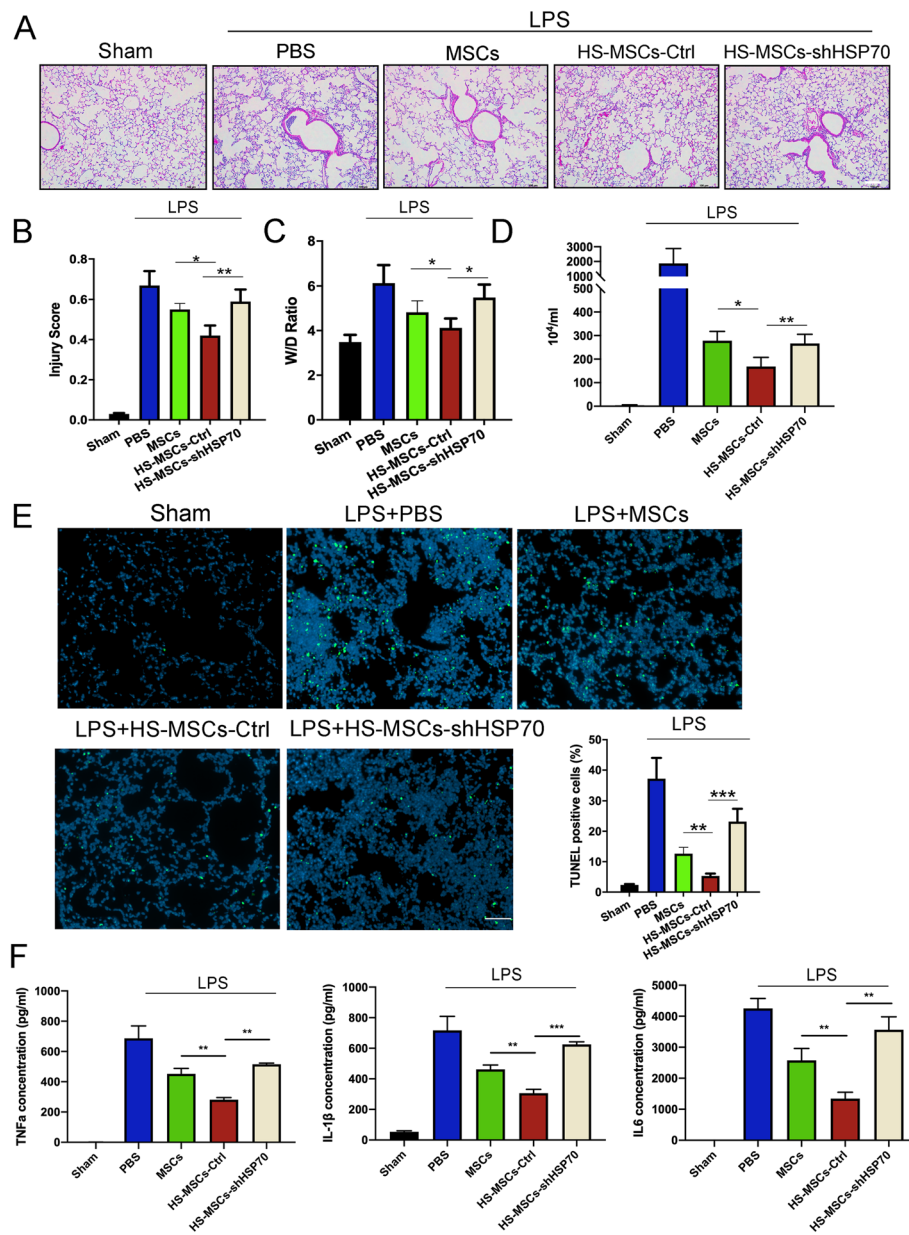 A
LPS
Sham PBS MSCs HS-MSCs-Ctrl HS-MSCs-shHSP70
B
LPS
Injury Score
0.8
0.6
0.4
0.2
0.0
* **
Sham PBS MSCs HS-MSCs-Ctrl HS-MSCs-shHSP70
C
LPS
W/D Ratio
8
6
4
2
0
* *
Sham PBS MSCs HS-MSCs-Ctrl HS-MSCs-shHSP70
D
LPS
10⁴/ml
3000
2000
1000
500
400
300
200
100
0
* **
Sham PBS MSCs HS-MSCs-Ctrl HS-MSCs-shHSP70
E
Sham LPS+PBS LPS+MSCs
LPS+HS-MSCs-Ctrl LPS+HS-MSCs-shHSP70
LPS
TUNEL positive cells (%)
50
40
30
20
10
0
** ***
Sham PBS MSCs HS-MSCs-Ctrl HS-MSCs-shHSP70
F
LPS
TNFa concentration (pg/ml)
1000
800
600
400
200
0
** **
Sham PBS MSCs HS-MSCs-Ctrl HS-MSCs-shHSP70
LPS
IL-1β concentration (pg/ml)
1000
800
600
400
200
0
** ***
Sham PBS MSCs HS-MSCs-Ctrl HS-MSCs-shHSP70
LPS
IL6 concentration (pg/ml)
5000
4000
3000
2000
1000
0
** **
Sham PBS MSCs HS-MSCs-Ctrl HS-MSCs-shHSP70